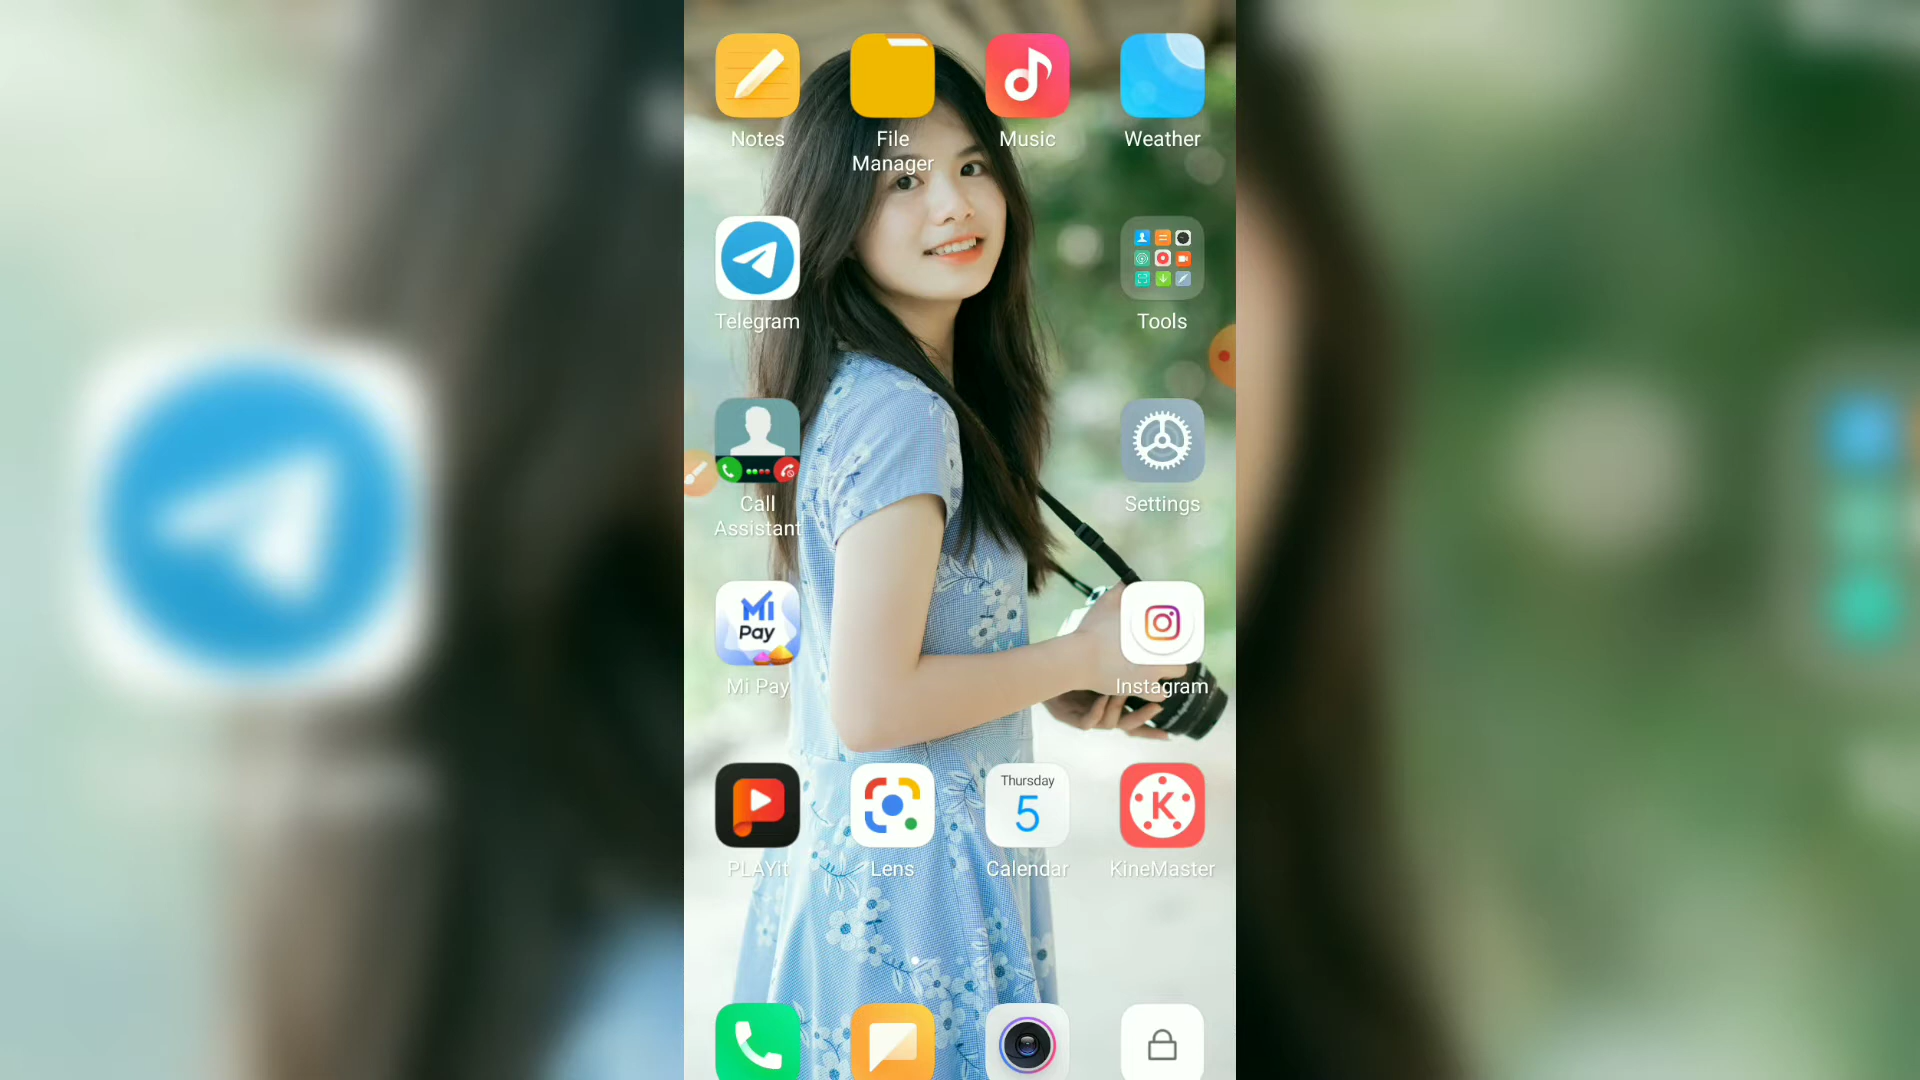 Notes
File
Manager
Music
Weather
Telegram
Tools
Call
Assistant
Settings
Mi
Pay
Mi Pay
Instagram
Thursday
5
K
PLAYit
Lens
Calendar
KineMaster